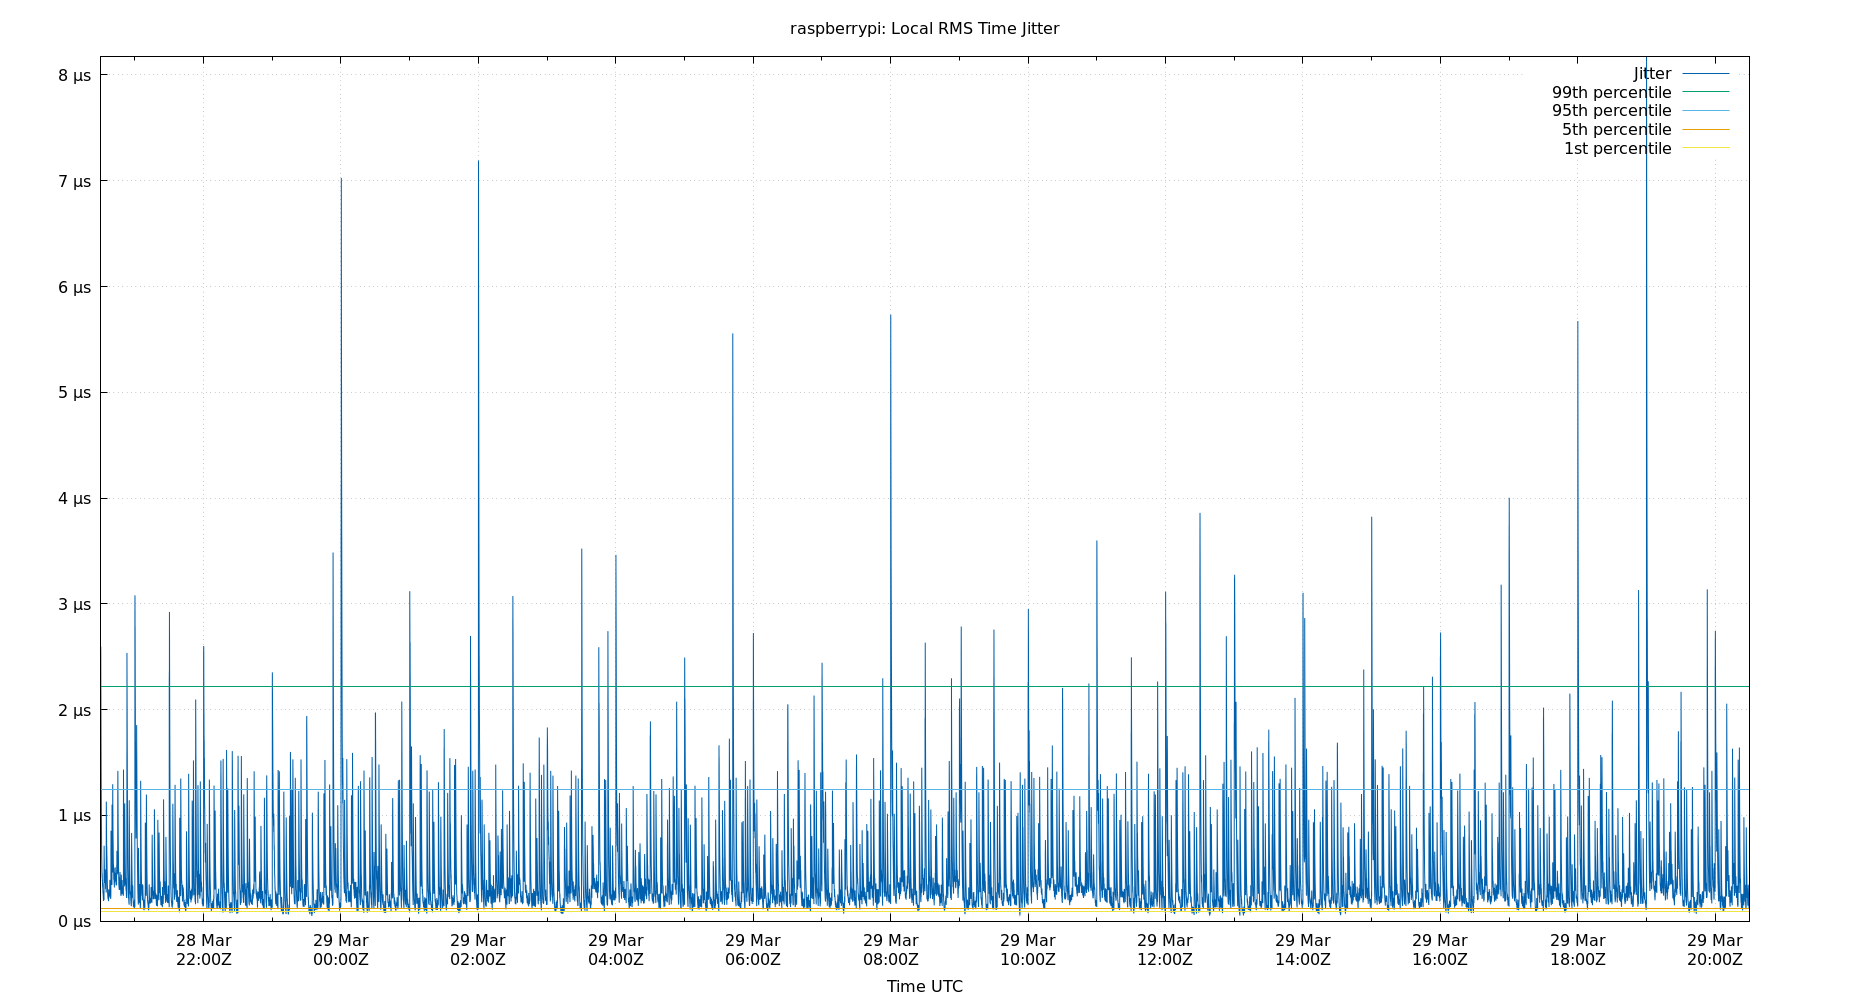 raspberrypi: Local RMS Time Jitter
8 µs
7 µs
6 µs
5 µs
4 µs
3 µs
2 µs
1 µs
0 µs
Jitter
99th percentile
95th percentile
5th percentile
1st percentile
28 Mar
22:00Z
29 Mar
00:00Z
29 Mar
02:00Z
29 Mar
04:00Z
29 Mar
06:00Z
29 Mar
08:00Z
29 Mar
10:00Z
29 Mar
12:00Z
29 Mar
14:00Z
29 Mar
16:00Z
29 Mar
18:00Z
29 Mar
20:00Z
Time UTC